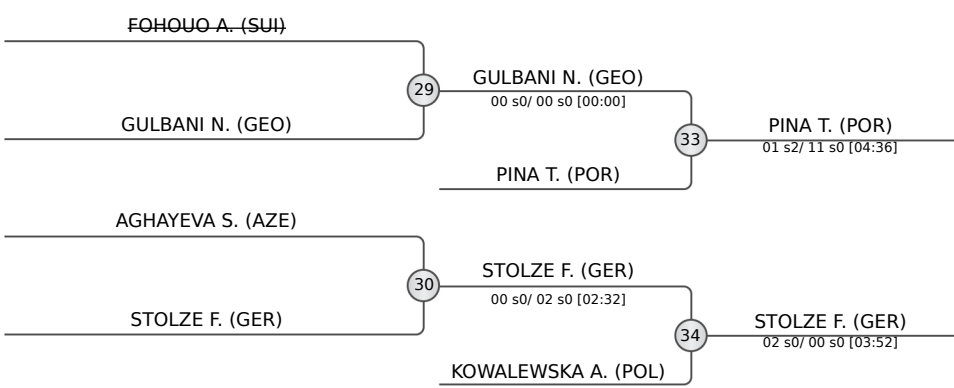 FOHOUO A. (SUI)
29
GULBANI N. (GEO)
GULBANI N. (GEO)
00 s0/ 00 s0 [00:00]
33
PINA T. (POR)
PINA T. (POR)
01 s2/ 11 s0 [04:36]
AGHAYEVA S. (AZE)
30
STOLZE F. (GER)
STOLZE F. (GER)
00 s0/ 02 s0 [02:32]
34
KOWALEWSKA A. (POL)
STOLZE F. (GER)
02 s0/ 00 s0 [03:52]